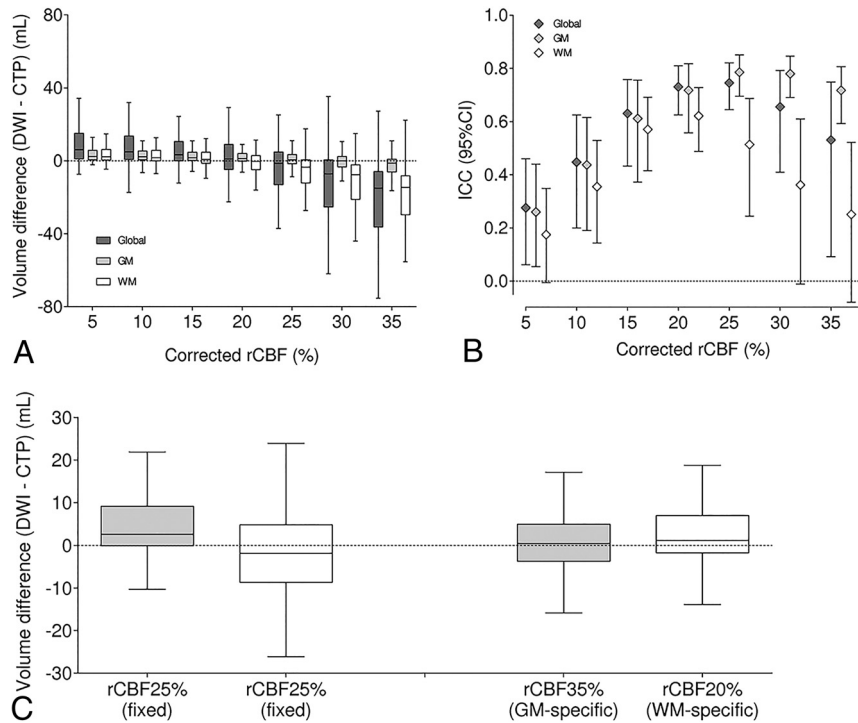 80
40
0
-40
-80
Volume difference (DWI - CTP) (mL)
Global
GM
WM
5 10 15 20 25 30 35
Corrected rCBF (%)
A
1.0
0.8
0.6
0.4
0.2
0.0
ICC (95%CI)
Global
GM
WM
5 10 15 20 25 30 35
Corrected rCBF (%)
B
30
20
10
0
-10
-20
-30
Volume difference (DWI - CTP) (mL)
rCBF25% rCBF25% rCBF35% rCBF20%
(fixed) (fixed) (GM-specific) (WM-specific)
C